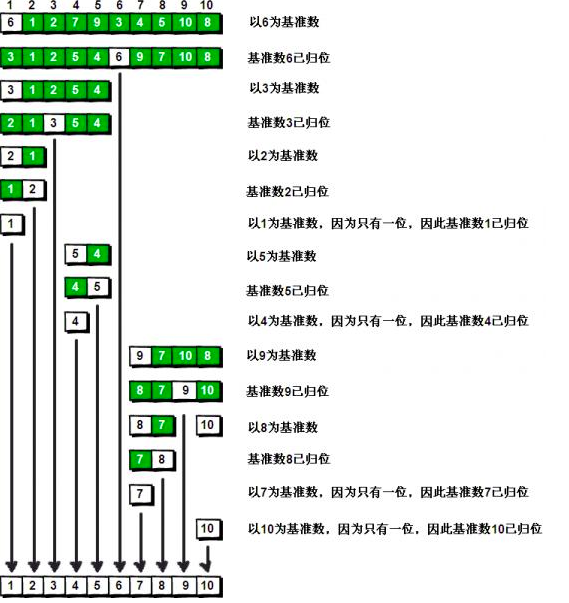 1 2 3 4 5 6 7 8 9 10
6 1 2 7 9 3 4 5 10 8 以6为基准数
3 1 2 5 4 6 9 7 10 8 基准数6已归位
3 1 2 5 4 以3为基准数
2 1 3 5 4 基准数3已归位
2 1 以2为基准数
1 2 基准数2已归位
1 以1为基准数，因为只有一位，因此基准数1已归位
5 4 以5为基准数
4 5 基准数5已归位
4 以4为基准数，因为只有一位，因此基准数4已归位
9 7 10 8 以9为基准数
8 7 9 10 基准数9已归位
8 7 10 以8为基准数
7 8 基准数8已归位
7 以7为基准数，因为只有一位，因此基准数7已归位
10 以10为基准数，因为只有一位，因此基准数10已归位
1 2 3 4 5 6 7 8 9 10